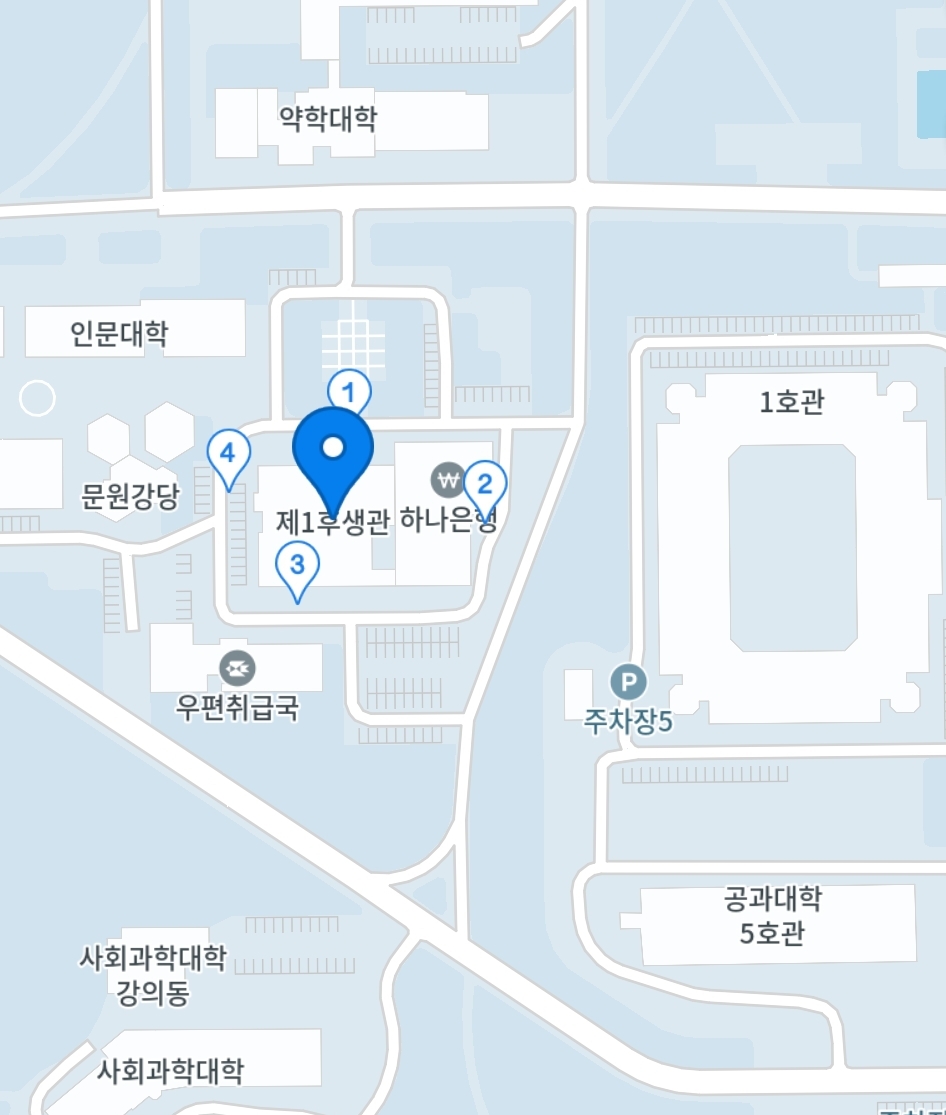 약학대학
인문대학
1
1호관
4
₩
2
문원강당
제1후생관
하나은행
3
P
우편취급국
주차장5
공과대학
5호관
사회과학대학
강의동
사회과학대학